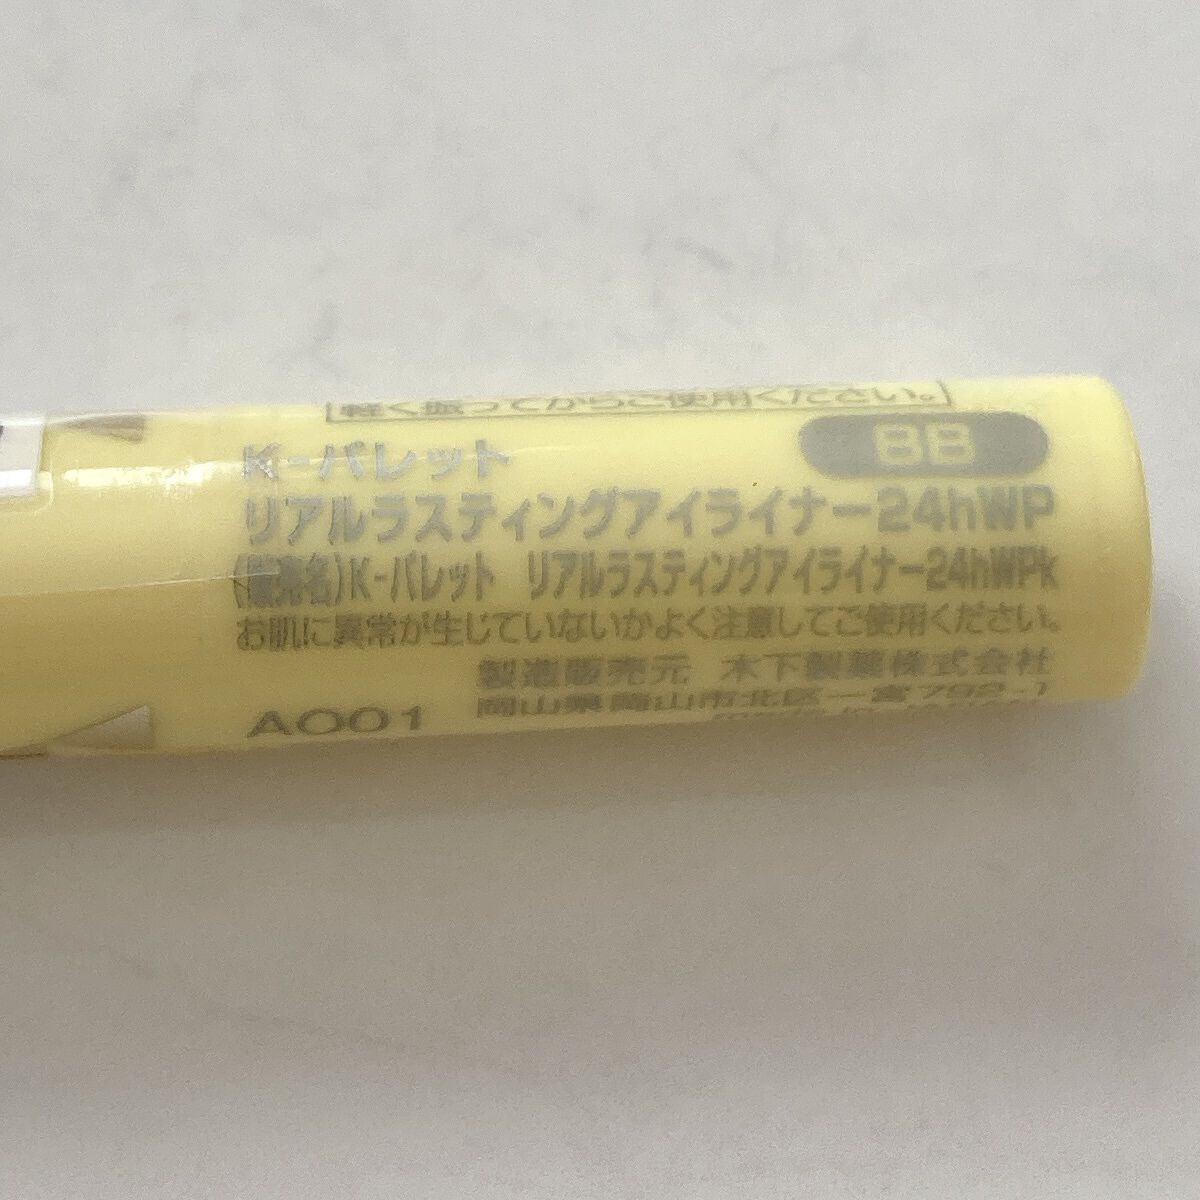 軽く振ってからご使用ください。
BB
K-パレット
リアルラスティングアイライナー24hWP
(販売名)K-パレット リアルラスティングアイライナー24hWPk
お肌に異常が生じていないかよく注意してご使用ください。
製造販売元 木下製薬株式会社
岡山県岡山市北区一宮792-1
A001